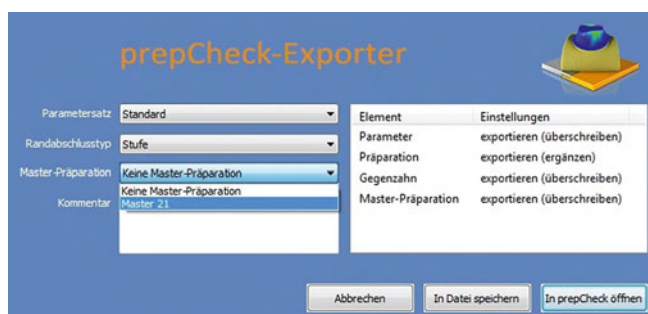 prepCheck-Exporter
Parametersatz Standard
Randabschlusstyp Stufe
Master-Präparation Keine Master-Präparation
Keine Master-Präparation
Master 21
Kommentar
Element Einstellungen
Parameter exportieren (überschreiben)
Präparation exportieren (ergänzen)
Gegenzahn exportieren (überschreiben)
Master-Präparation exportieren (überschreiben)
Abbrechen In Datei speichern In prepCheck öffnen